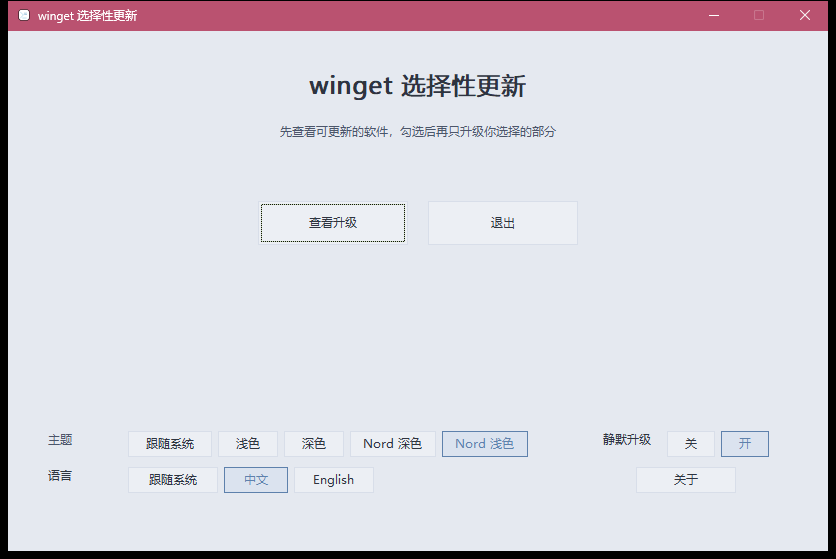 winget 选择性更新
winget 选择性更新
先查看可更新的软件，勾选后再只升级你选择的部分
查看升级 退出
主题 跟随系统 浅色 深色 Nord 深色 Nord 浅色 静默升级 关 开
语言 跟随系统 中文 English 关于